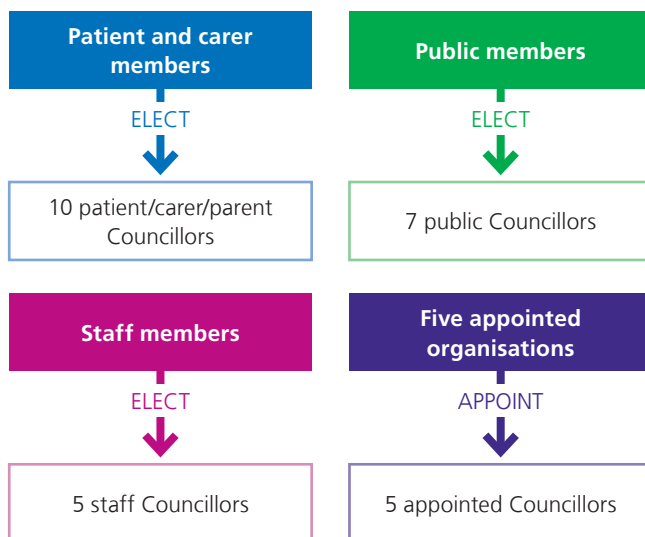 Patient and carer
members
ELECT
10 patient/carer/parent
Councillors
Public members
ELECT
7 public Councillors
Staff members
ELECT
5 staff Councillors
Five appointed
organisations
APPOINT
5 appointed Councillors